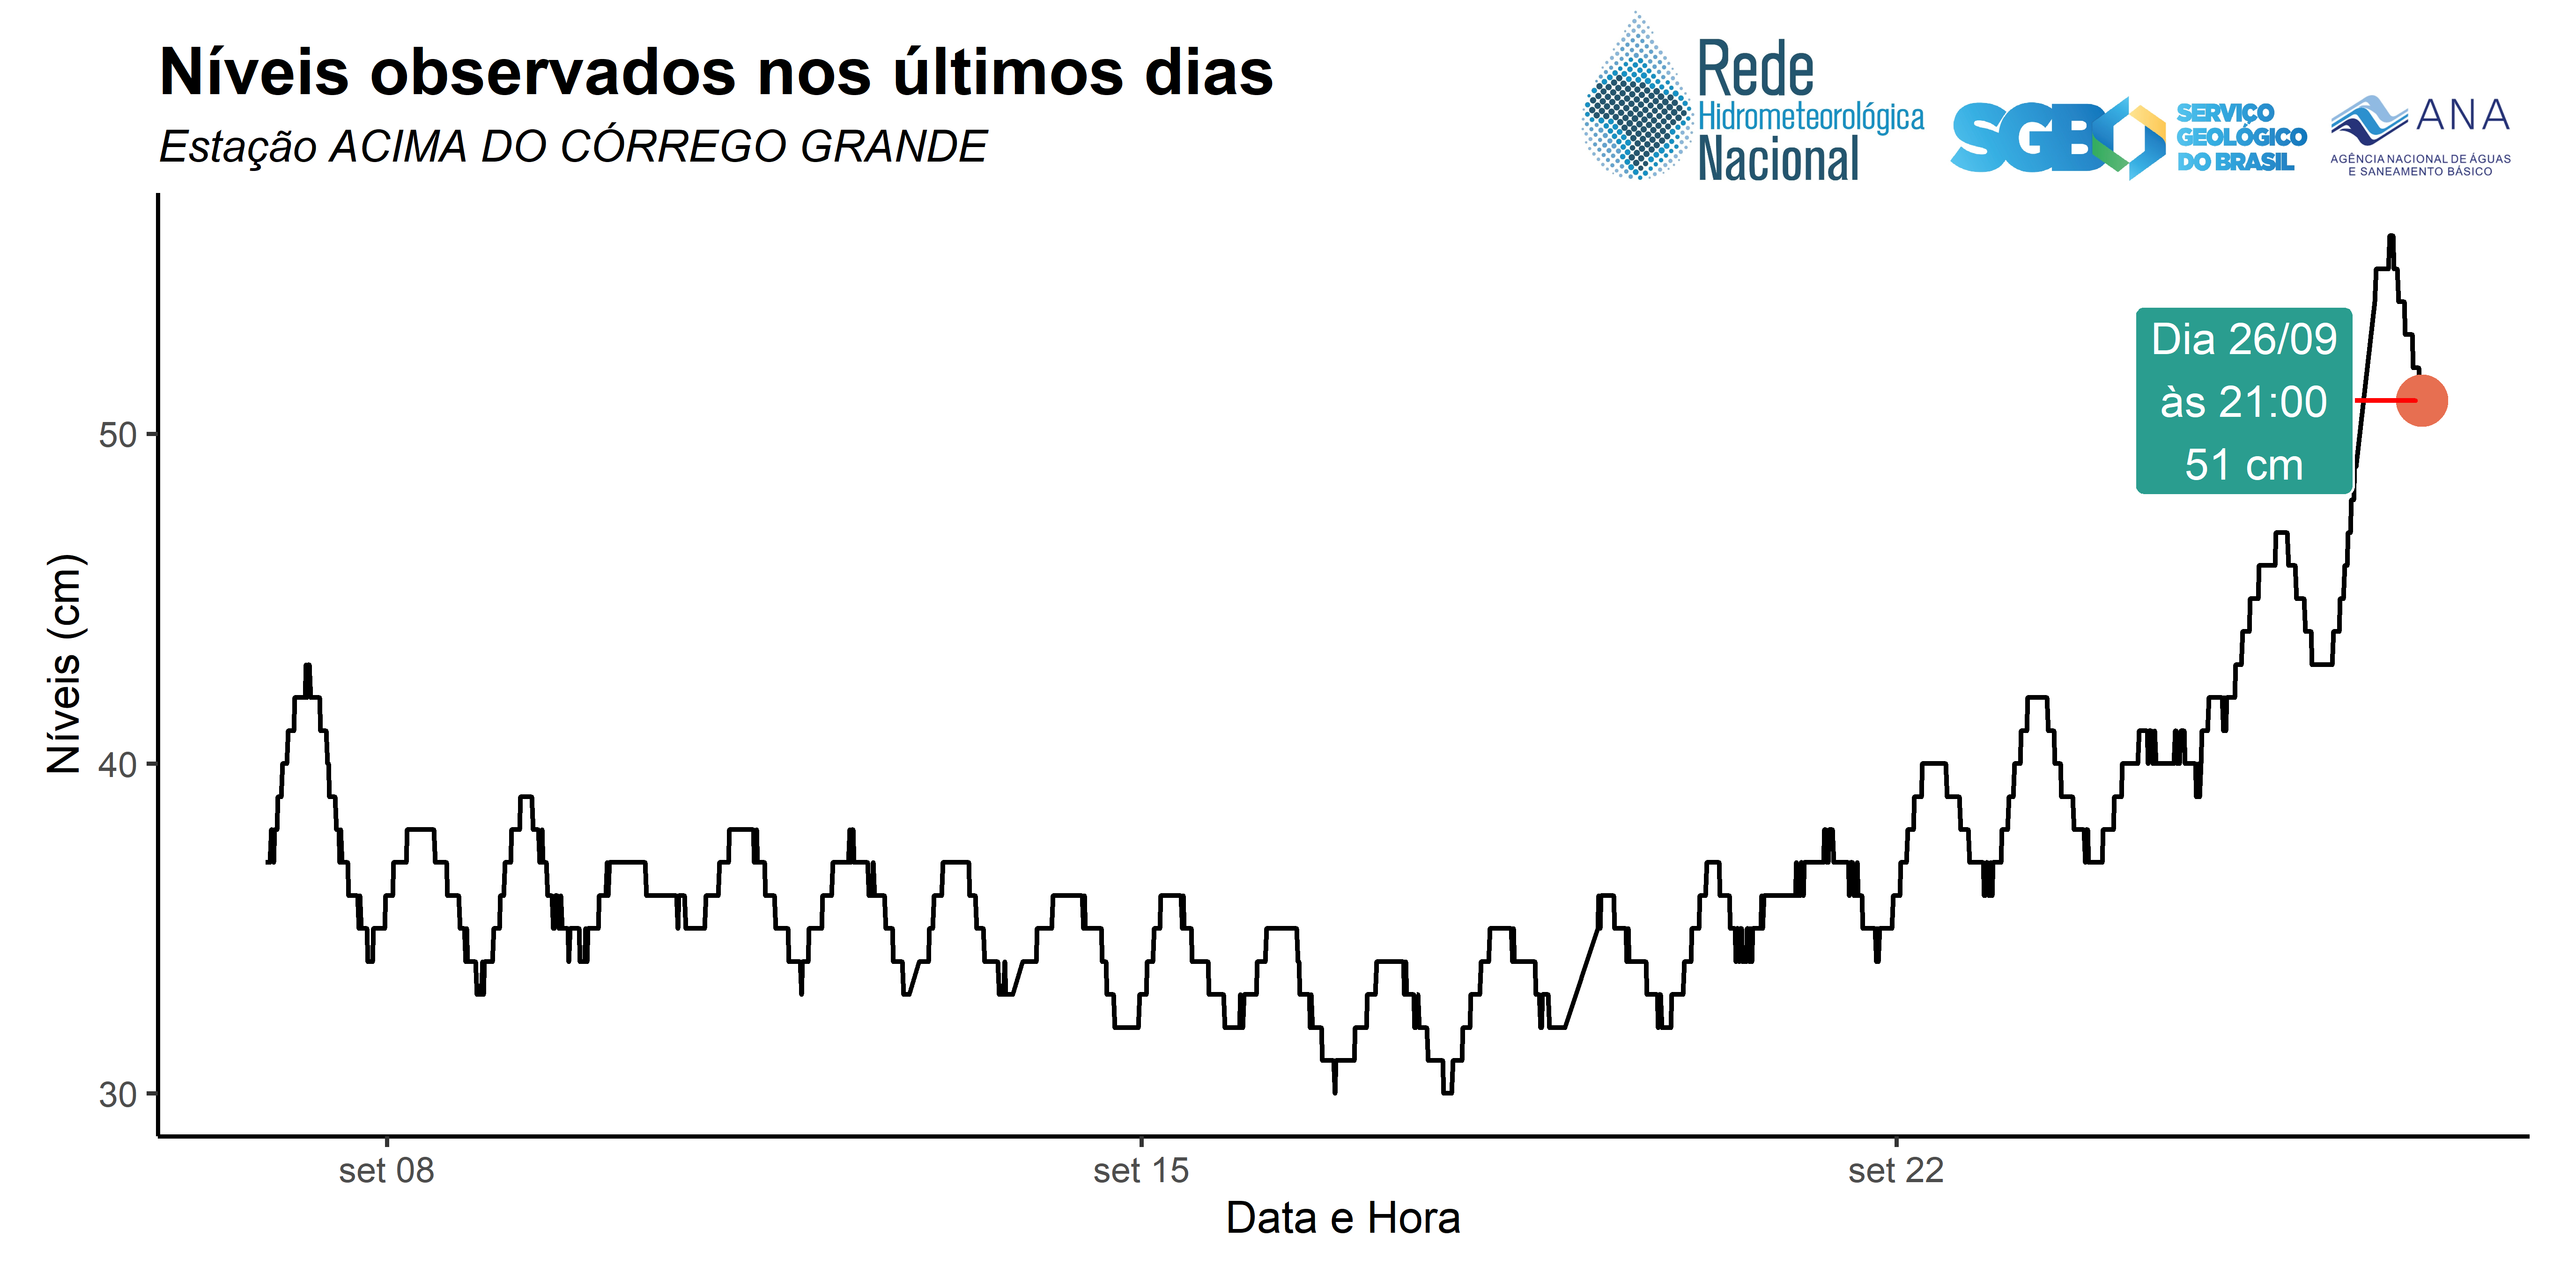 Níveis observados nos últimos dias
Estação ACIMA DO CÓRREGO GRANDE
Rede
Hidrometeorológica
Nacional
SGB
SERVIÇO
GEOLÓGICO
DO BRASIL
ANA
AGÊNCIA NACIONAL DE ÁGUAS
E SANEAMENTO BÁSICO
Dia 26/09
às 21:00
51 cm
Níveis (cm)
50
40
30
set 08
set 15
set 22
Data e Hora